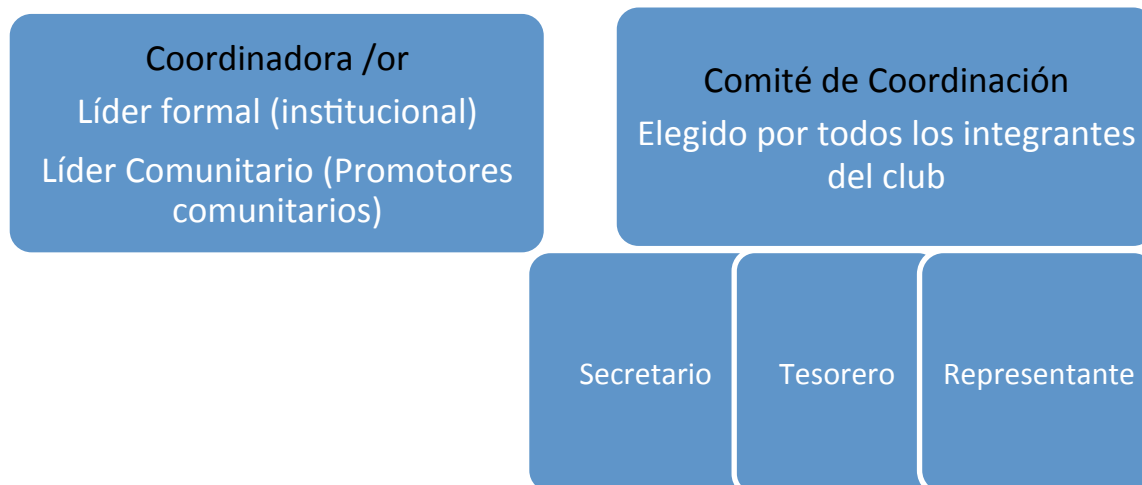 Coordinadora /or
Líder formal (institucional)
Líder Comunitario (Promotores
comunitarios)
Comité de Coordinación
Elegido por todos los integrantes
del club
Secretario
Tesorero
Representante